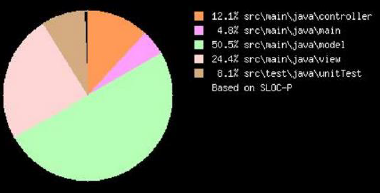 12.1% src\main\java\controller
4.8% src\main\java\main
50.5% src\main\java\model
24.4% src\main\java\view
8.1% src\test\java\unitTest
Based on SLOC-P